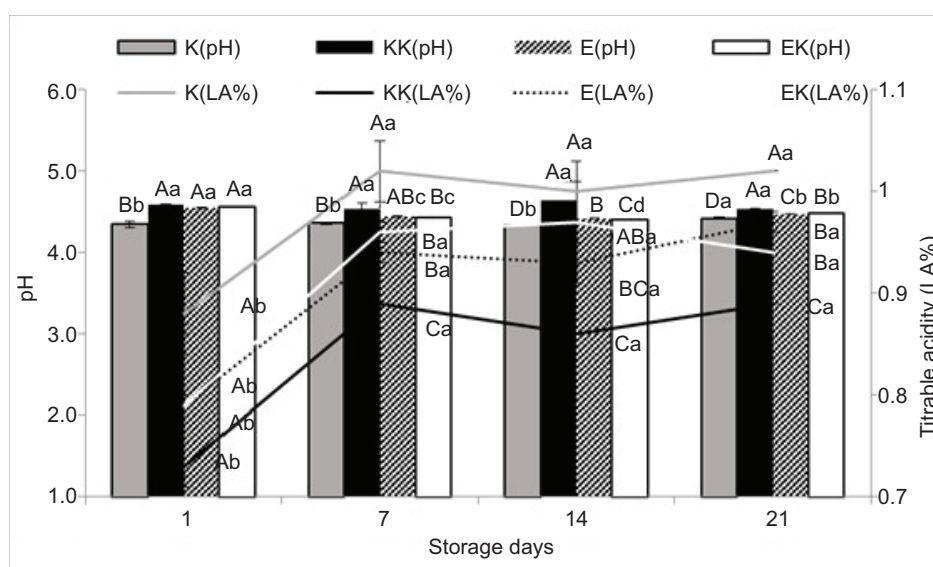 K(pH) KK(pH) E(pH) EK(pH)
K(LA%) KK(LA%) E(LA%) EK(LA%)
6.0
5.0
4.0
3.0
2.0
1.0
pH
1.1
1
0.9
0.8
0.7
Titrable acidity (LA%)
Bb Aa Aa Aa
Ab
Ab
Ab
Ab
Aa
Bb Aa ABc Bc
Ba
Ba
Ca
Aa
Db Aa B Cd
ABa
BCa
Ca
Aa
Da Aa Cb Bb
Ba
Ba
Ca
1 7 14 21
Storage days